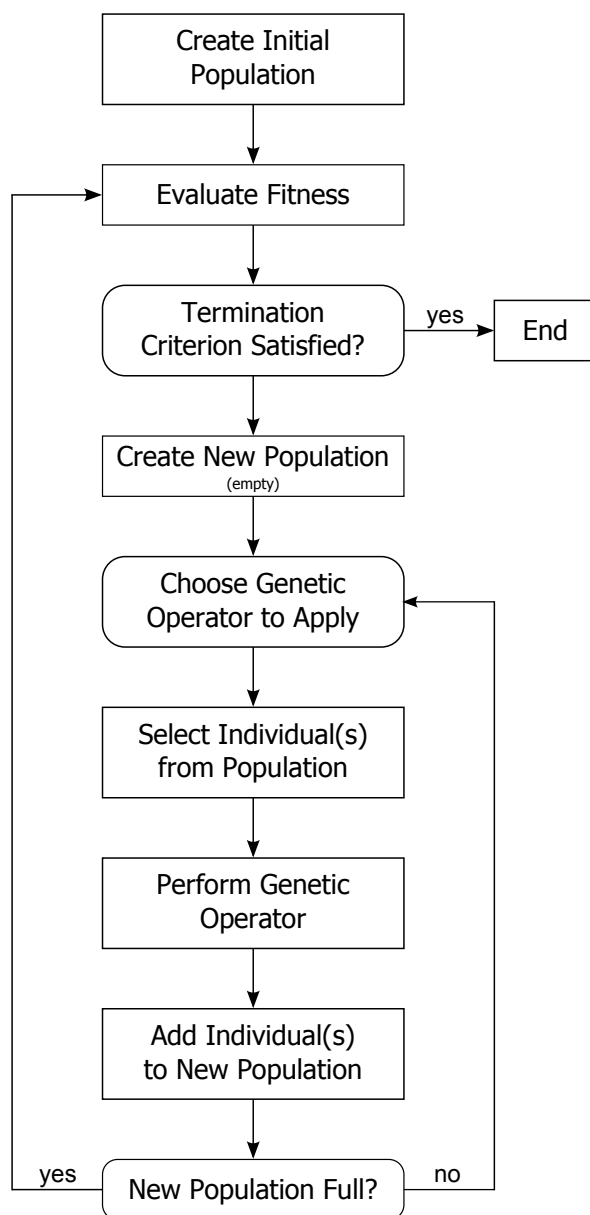 Create Initial
Population
Evaluate Fitness
Termination
Criterion Satisfied?
yes
End
Create New Population
(empty)
Choose Genetic
Operator to Apply
Select Individual(s)
from Population
Perform Genetic
Operator
Add Individual(s)
to New Population
yes
New Population Full?
no